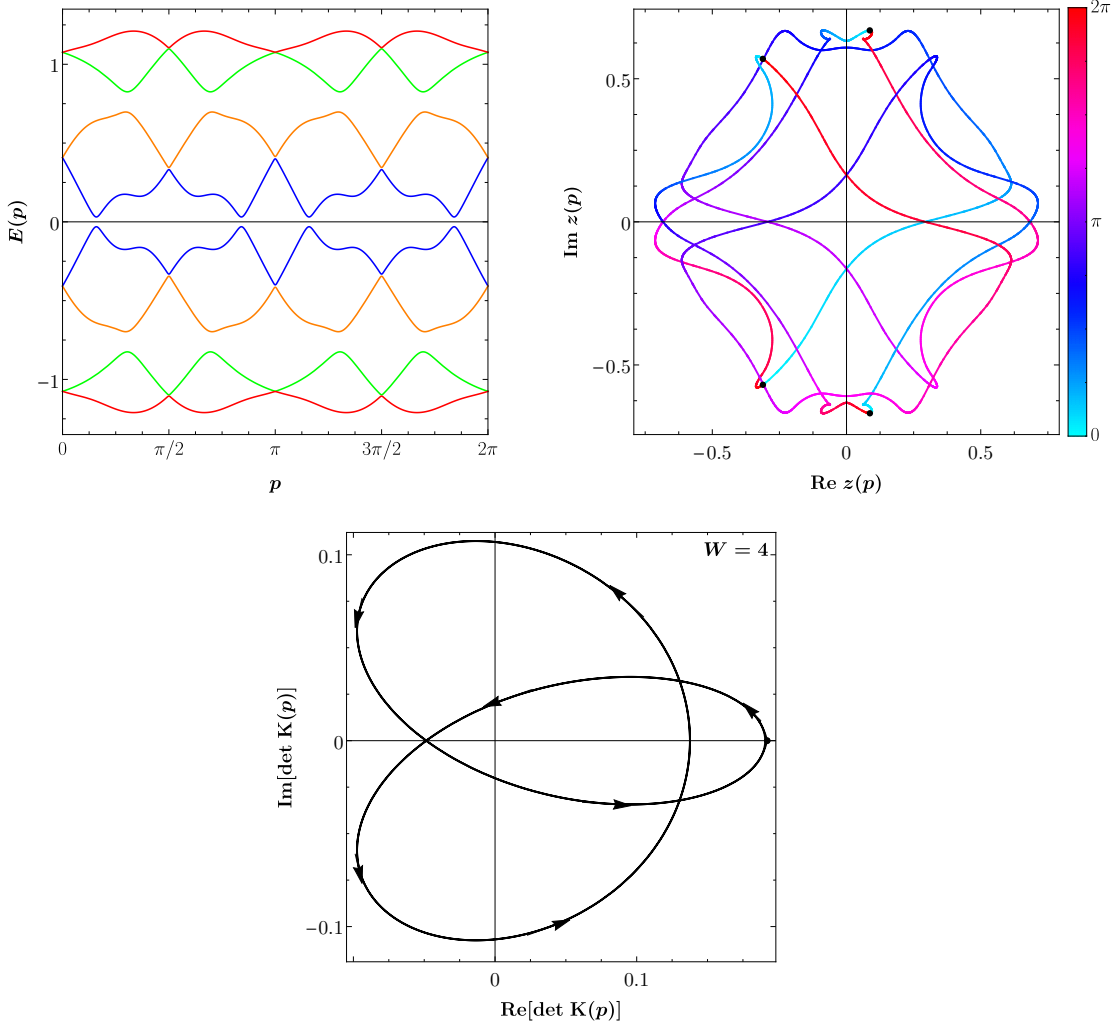 E(p)
1
0
−1
0
π/2
π
3π/2
2π
p
Im z(p)
0.5
0
−0.5
−0.5
0
0.5
Re z(p)
2π
π
0
W = 4
Im[det K(p)]
0.1
0
−0.1
0
0.1
Re[det K(p)]